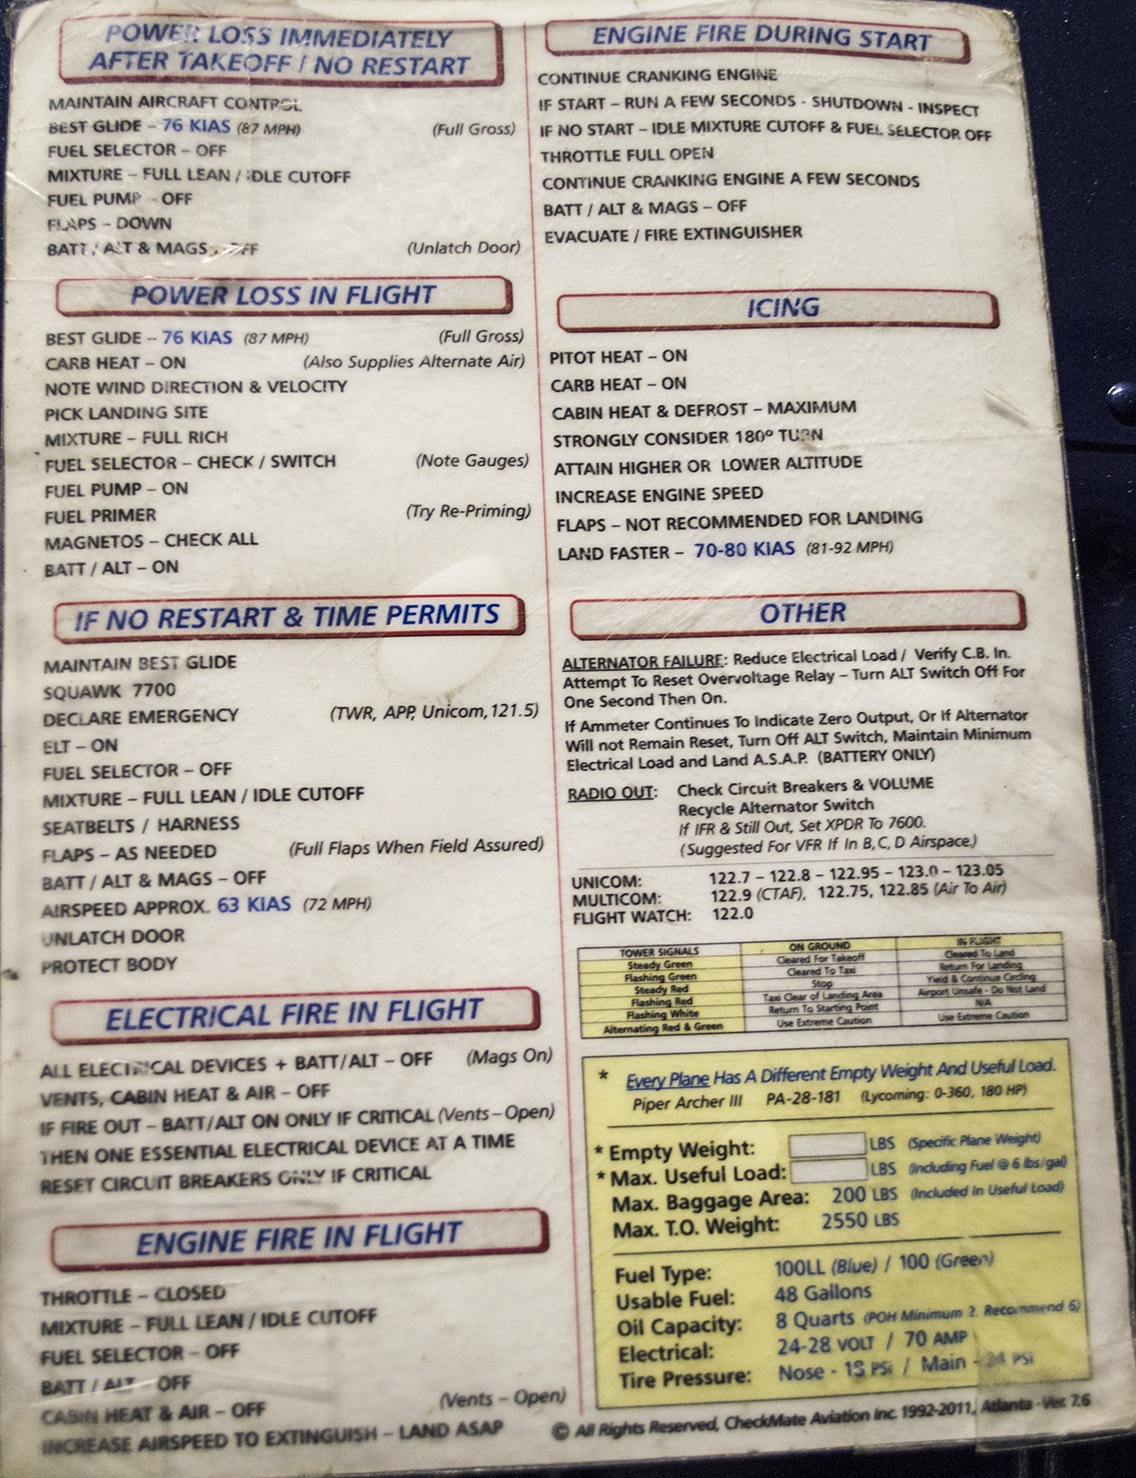 POWER LOSS IMMEDIATELY
AFTER TAKEOFF / NO RESTART
MAINTAIN AIRCRAFT CONTROL
BEST GLIDE – 76 KIAS (87 MPH) (Full Gross)
FUEL SELECTOR – OFF
MIXTURE – FULL LEAN / IDLE CUTOFF
FUEL PUMP - OFF
FLAPS – DOWN
BATT / ALT & MAGS - OFF (Unlatch Door)
POWER LOSS IN FLIGHT
BEST GLIDE – 76 KIAS (87 MPH) (Full Gross)
CARB HEAT – ON (Also Supplies Alternate Air)
NOTE WIND DIRECTION & VELOCITY
PICK LANDING SITE
MIXTURE – FULL RICH
FUEL SELECTOR – CHECK / SWITCH (Note Gauges)
FUEL PUMP – ON
FUEL PRIMER (Try Re-Priming)
MAGNETOS – CHECK ALL
BATT / ALT – ON
IF NO RESTART & TIME PERMITS
MAINTAIN BEST GLIDE
SQUAWK 7700
DECLARE EMERGENCY (TWR, APP, Unicom,121.5)
ELT – ON
FUEL SELECTOR – OFF
MIXTURE – FULL LEAN / IDLE CUTOFF
SEATBELTS / HARNESS
FLAPS – AS NEEDED (Full Flaps When Field Assured)
BATT / ALT & MAGS – OFF
AIRSPEED APPROX. 63 KIAS (72 MPH)
UNLATCH DOOR
PROTECT BODY
ELECTRICAL FIRE IN FLIGHT
ALL ELECTRICAL DEVICES + BATT/ALT – OFF (Mags On)
VENTS, CABIN HEAT & AIR – OFF
IF FIRE OUT – BATT/ALT ON ONLY IF CRITICAL (Vents – Open)
THEN ONE ESSENTIAL ELECTRICAL DEVICE AT A TIME
RESET CIRCUIT BREAKERS ONLY IF CRITICAL
ENGINE FIRE IN FLIGHT
THROTTLE – CLOSED
MIXTURE – FULL LEAN / IDLE CUTOFF
FUEL SELECTOR – OFF
BATT / ALT – OFF
CABIN HEAT & AIR – OFF (Vents – Open)
INCREASE AIRSPEED TO EXTINGUISH – LAND ASAP
ENGINE FIRE DURING START
CONTINUE CRANKING ENGINE
IF START – RUN A FEW SECONDS - SHUTDOWN - INSPECT
IF NO START – IDLE MIXTURE CUTOFF & FUEL SELECTOR OFF
THROTTLE FULL OPEN
CONTINUE CRANKING ENGINE A FEW SECONDS
BATT / ALT & MAGS – OFF
EVACUATE / FIRE EXTINGUISHER
ICING
PITOT HEAT – ON
CARB HEAT – ON
CABIN HEAT & DEFROST – MAXIMUM
STRONGLY CONSIDER 180º TURN
ATTAIN HIGHER OR LOWER ALTITUDE
INCREASE ENGINE SPEED
FLAPS – NOT RECOMMENDED FOR LANDING
LAND FASTER – 70-80 KIAS (81-92 MPH)
OTHER
ALTERNATOR FAILURE: Reduce Electrical Load / Verify C.B. In.
Attempt To Reset Overvoltage Relay – Turn ALT Switch Off For
One Second Then On.
If Ammeter Continues To Indicate Zero Output, Or If Alternator
Will not Remain Reset, Turn Off ALT Switch, Maintain Minimum
Electrical Load and Land A.S.A.P. (BATTERY ONLY)
RADIO OUT: Check Circuit Breakers & VOLUME
Recycle Alternator Switch
If IFR & Still Out, Set XPDR To 7600.
(Suggested For VFR If In B, C, D Airspace.)
UNICOM: 122.7 – 122.8 – 122.95 – 123.0 – 123.05
MULTICOM: 122.9 (CTAF), 122.75, 122.85 (Air To Air)
FLIGHT WATCH: 122.0
TOWER SIGNALS ON GROUND IN FLIGHT
Steady Green Cleared For Takeoff Cleared To Land
Flashing Green Cleared To Taxi Return For Landing
Steady Red Stop Yield & Continue Circling
Flashing Red Taxi Clear of Landing Area Airport Unsafe - Do Not Land
Flashing White Return To Starting Point N/A
Alternating Red & Green Use Extreme Caution Use Extreme Caution
* Every Plane Has A Different Empty Weight And Useful Load.
Piper Archer III PA-28-181 (Lycoming: 0-360, 180 HP)
* Empty Weight: LBS (Specific Plane Weight)
* Max. Useful Load: LBS (Including Fuel @ 6 lbs/gal)
Max. Baggage Area: 200 LBS (Included In Useful Load)
Max. T.O. Weight: 2550 LBS
Fuel Type: 100LL (Blue) / 100 (Green)
Usable Fuel: 48 Gallons
Oil Capacity: 8 Quarts (POH Minimum 2. Recommend 6)
Electrical: 24-28 VOLT / 70 AMP
Tire Pressure: Nose - 18 PSI / Main - 24 PSI
© All Rights Reserved, CheckMate Aviation Inc. 1992-2011, Atlanta - Ver. 7.6